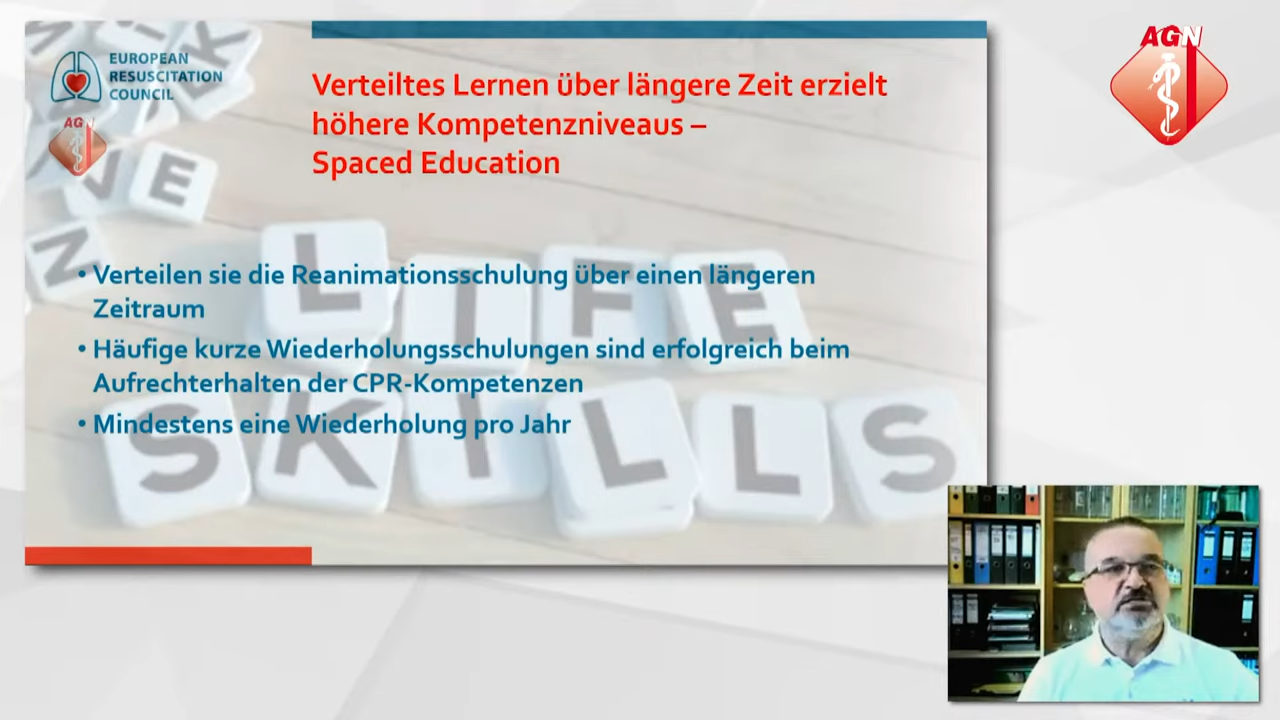 EUROPEAN
RESUSCITATION
COUNCIL
AGN
Verteiltes Lernen über längere Zeit erzielt
höhere Kompetenzniveaus –
Spaced Education
• Verteilen sie die Reanimationsschulung über einen längeren
Zeitraum
• Häufige kurze Wiederholungsschulungen sind erfolgreich beim
Aufrechterhalten der CPR-Kompetenzen
• Mindestens eine Wiederholung pro Jahr
LIFE
SKILLS
K
V E
N
AGN